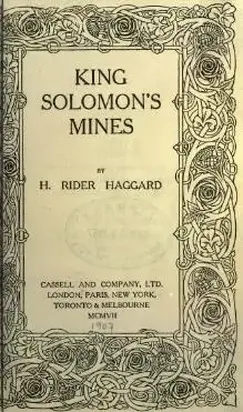 KING
SOLOMON'S
MINES
BY
H. RIDER HAGGARD
CASSELL AND COMPANY, LTD.
LONDON, PARIS, NEW YORK,
TORONTO & MELBOURNE
MCMVII
1907